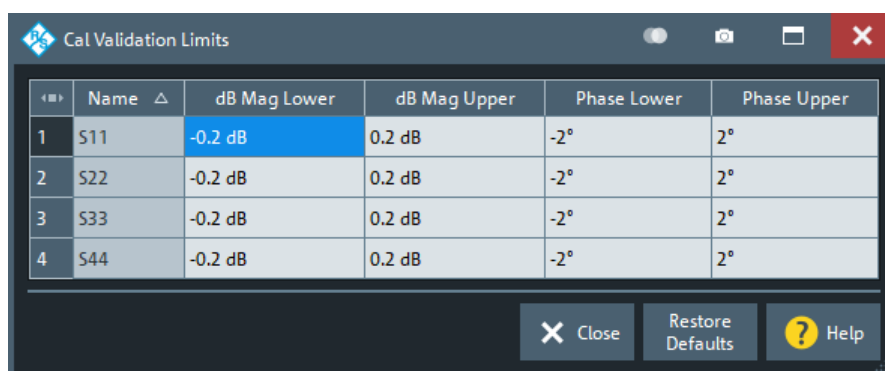 R&S Cal Validation Limits
Name dB Mag Lower dB Mag Upper Phase Lower Phase Upper
1 S11 -0.2 dB 0.2 dB -2° 2°
2 S22 -0.2 dB 0.2 dB -2° 2°
3 S33 -0.2 dB 0.2 dB -2° 2°
4 S44 -0.2 dB 0.2 dB -2° 2°
Close Restore Defaults ? Help